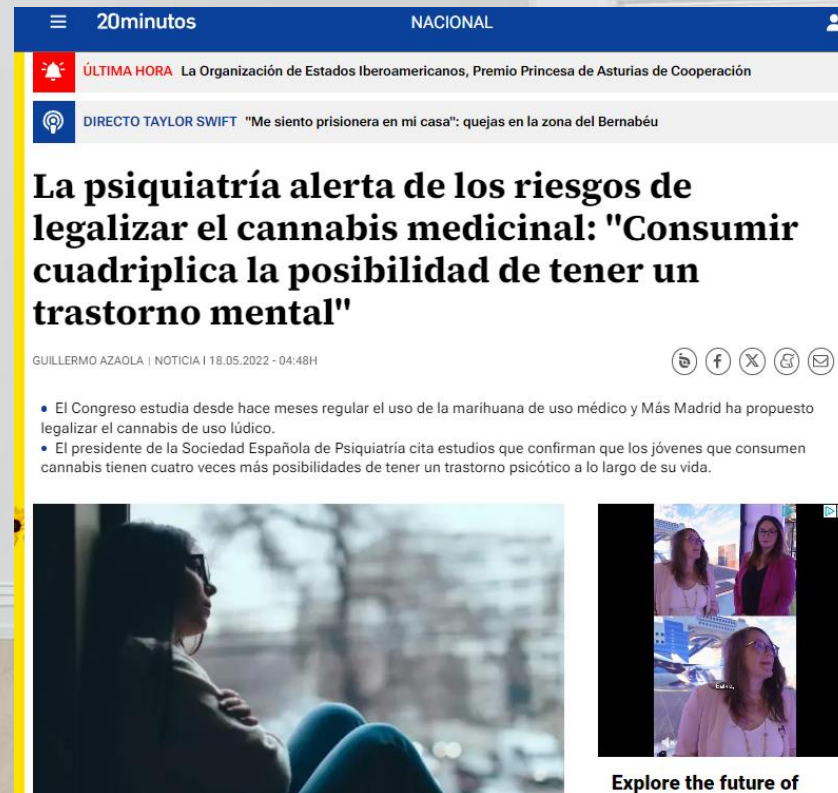 20minutos NACIONAL
ÚLTIMA HORA La Organización de Estados Iberoamericanos, Premio Princesa de Asturias de Cooperación
DIRECTO TAYLOR SWIFT "Me siento prisionera en mi casa": quejas en la zona del Bernabéu
La psiquiatría alerta de los riesgos de
legalizar el cannabis medicinal: "Consumir
cuadriplica la posibilidad de tener un
trastorno mental"
GUILLERMO AZAOLA | NOTICIA I 18.05.2022 - 04:48H
• El Congreso estudia desde hace meses regular el uso de la marihuana de uso médico y Más Madrid ha propuesto
legalizar el cannabis de uso lúdico.
• El presidente de la Sociedad Española de Psiquiatría cita estudios que confirman que los jóvenes que consumen
cannabis tienen cuatro veces más posibilidades de tener un trastorno psicótico a lo largo de su vida.
Explore the future of